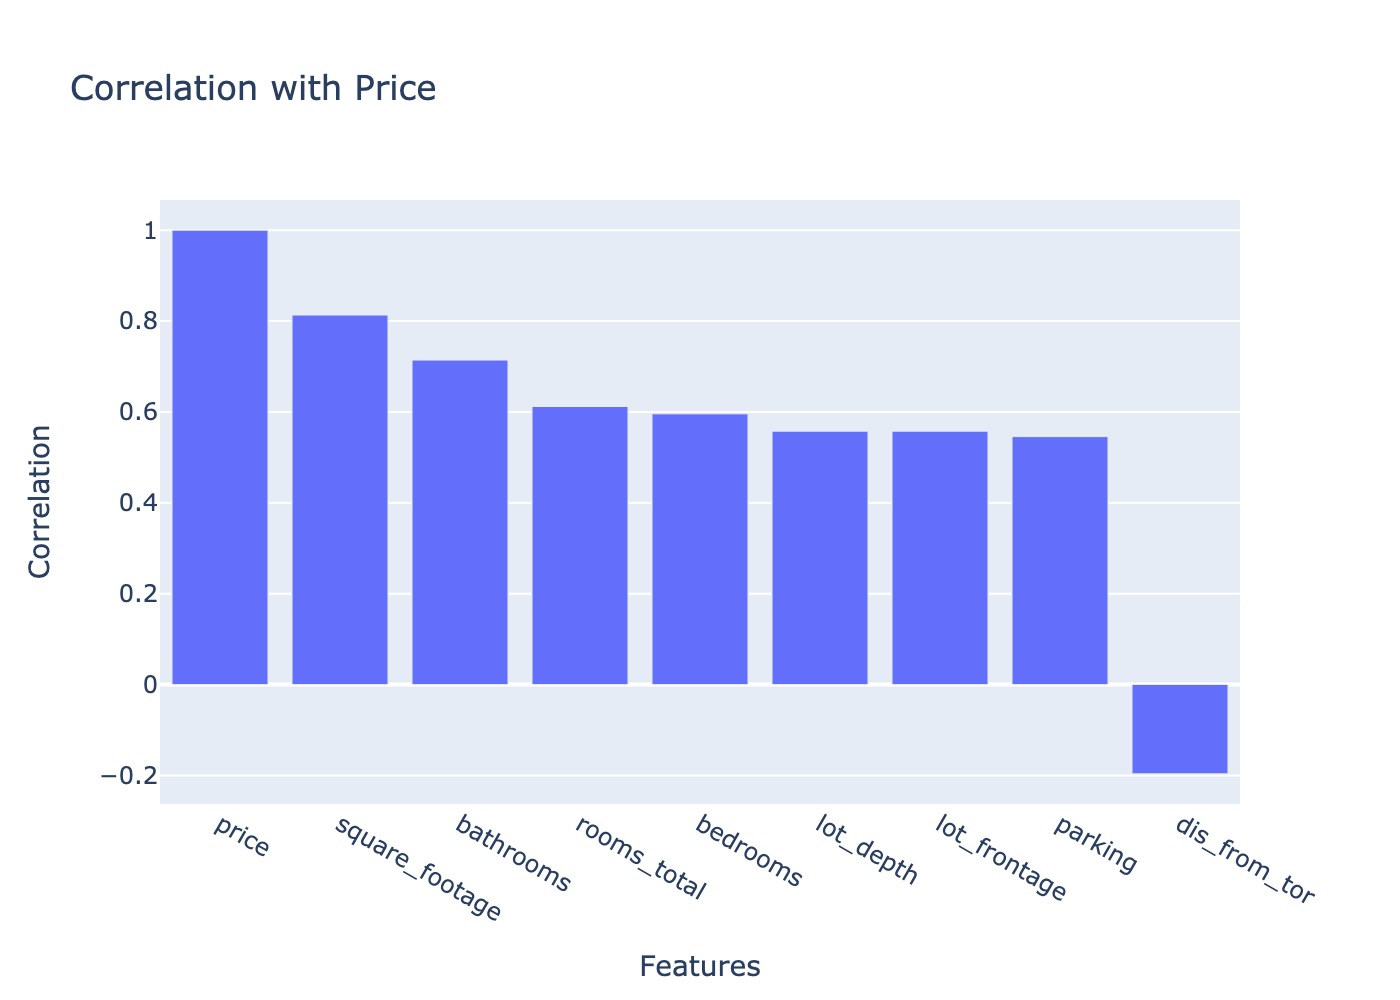 Correlation with Price
1
0.8
0.6
0.4
0.2
0
−0.2
Correlation
price
square_footage
bathrooms
rooms_total
bedrooms
lot_depth
lot_frontage
parking
dis_from_tor
Features